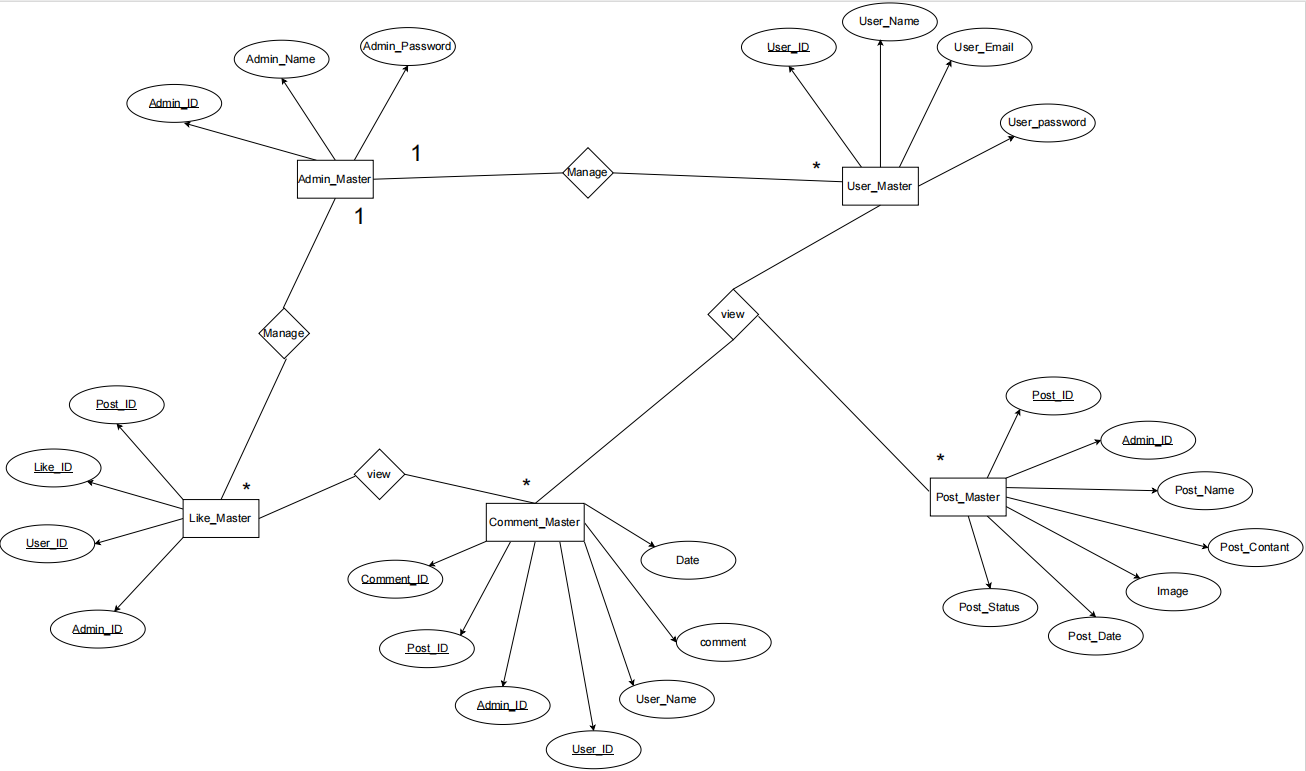 User_Name
Admin_Name
Admin_Password
User_ID
User_Email
Admin_ID
User_password
1
*
Manage
Admin_Master
User_Master
1
view
Manage
Post_ID
Post_ID
Admin_ID
*
Like_ID
view
*
*
Post_Name
Post_Master
Like_Master
Comment_Master
User_ID
Post_Contant
Date
Comment_ID
Image
Post_Status
Admin_ID
Post_Date
Post_ID
comment
User_Name
Admin_ID
User_ID